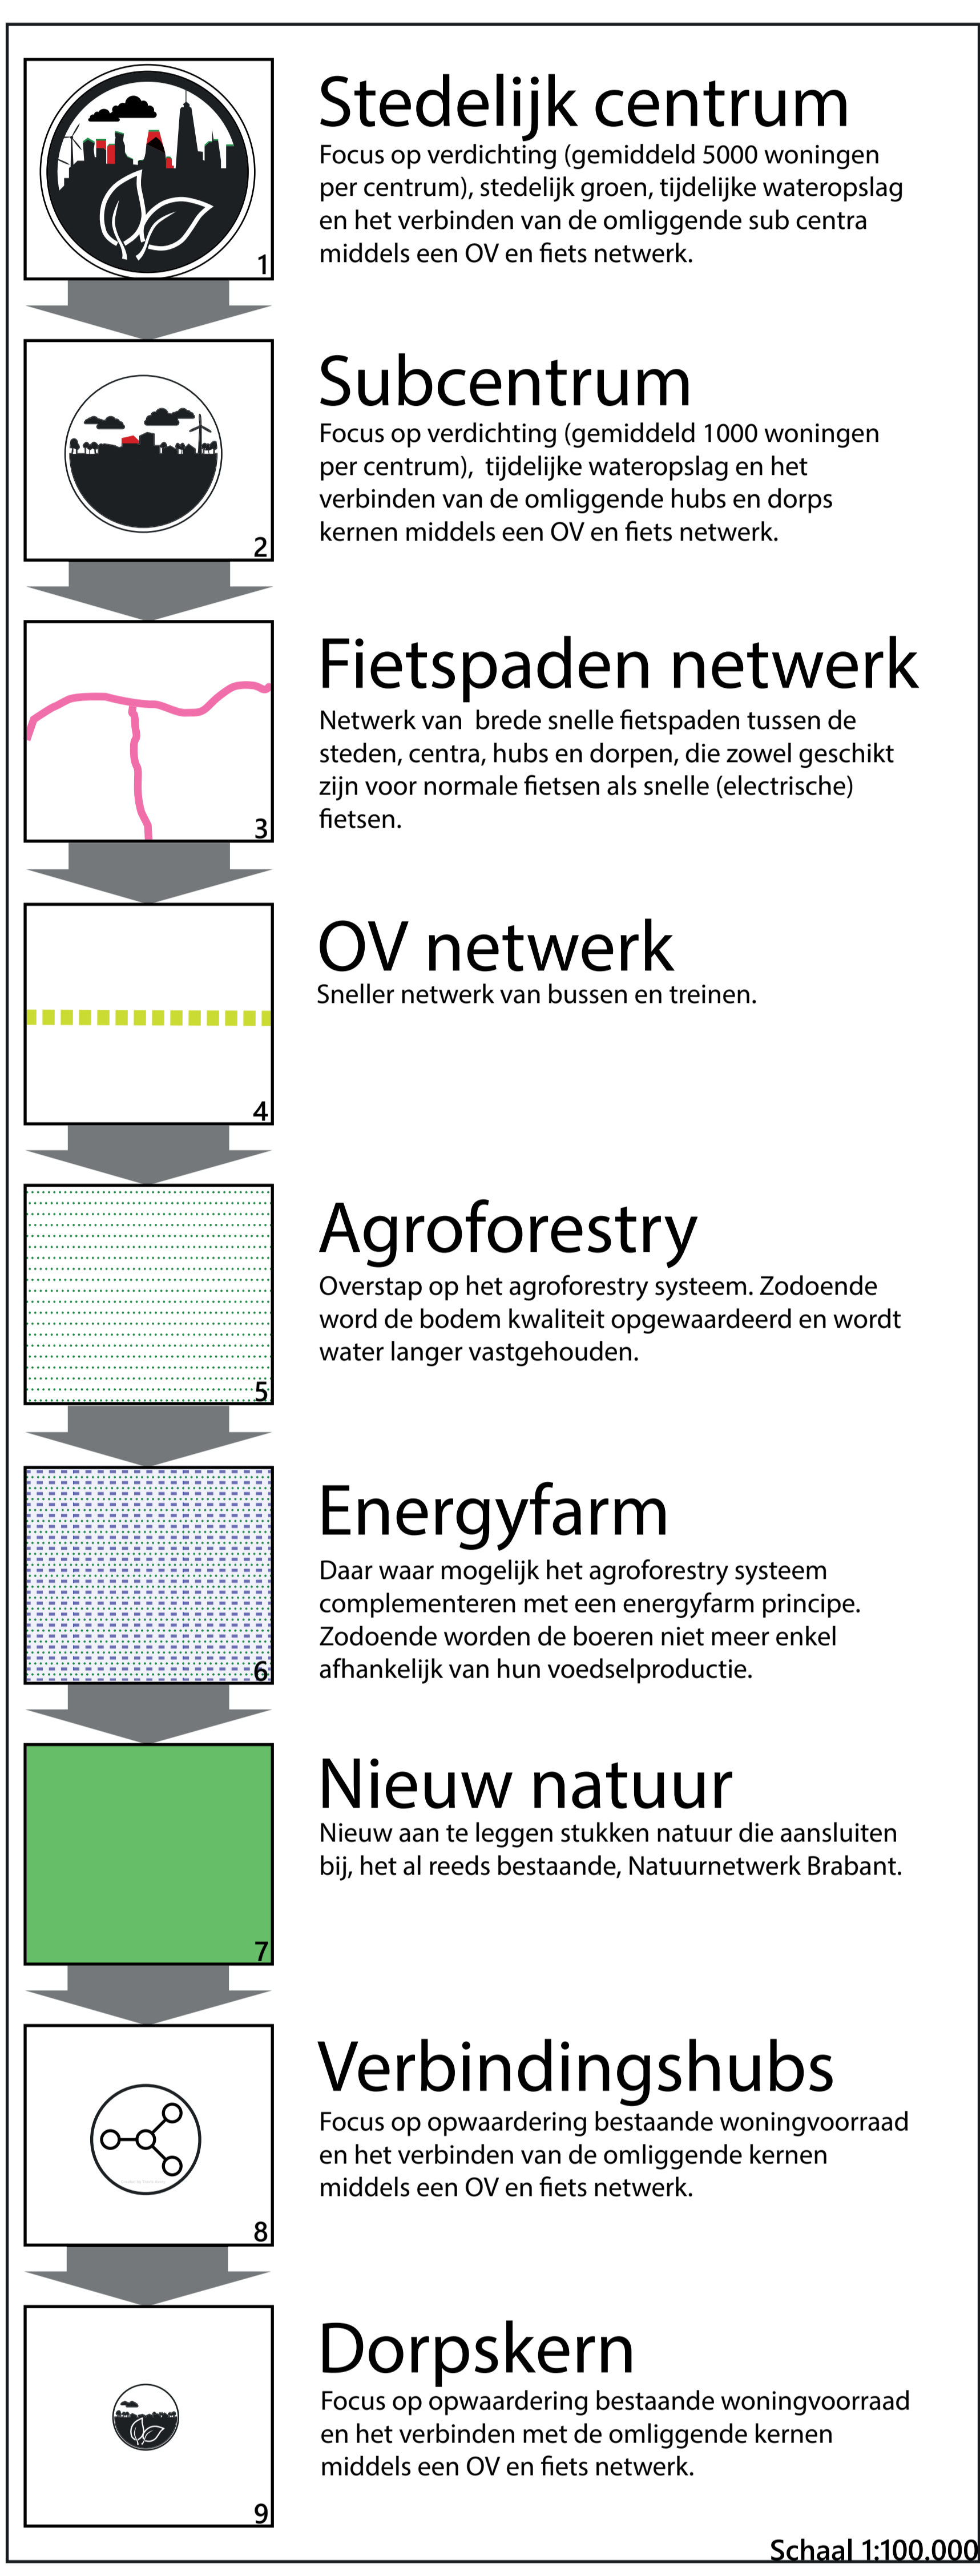 Stedelijk centrum
Focus op verdichting (gemiddeld 5000 woningen
per centrum), stedelijk groen, tijdelijke wateropslag
en het verbinden van de omliggende sub centra
middels een OV en fiets netwerk.
1
Subcentrum
Focus op verdichting (gemiddeld 1000 woningen
per centrum),  tijdelijke wateropslag en het
verbinden van de omliggende hubs en dorps
kernen middels een OV en fiets netwerk.
2
Fietspaden netwerk
Netwerk van  brede snelle fietspaden tussen de
steden, centra, hubs en dorpen, die zowel geschikt
zijn voor normale fietsen als snelle (electrische)
fietsen.
3
OV netwerk
Sneller netwerk van bussen en treinen.
4
Agroforestry
Overstap op het agroforestry systeem. Zodoende
word de bodem kwaliteit opgewaardeerd en wordt
water langer vastgehouden.
5
Energyfarm
Daar waar mogelijk het agroforestry systeem
complementeren met een energyfarm principe.
Zodoende worden de boeren niet meer enkel
afhankelijk van hun voedselproductie.
6
Nieuw natuur
Nieuw aan te leggen stukken natuur die aansluiten
bij, het al reeds bestaande, Natuurnetwerk Brabant.
7
Verbindingshubs
Focus op opwaardering bestaande woningvoorraad
en het verbinden van de omliggende kernen
middels een OV en fiets netwerk.
8
Dorpskern
Focus op opwaardering bestaande woningvoorraad
en het verbinden met de omliggende kernen
middels een OV en fiets netwerk.
9
Schaal 1:100.000